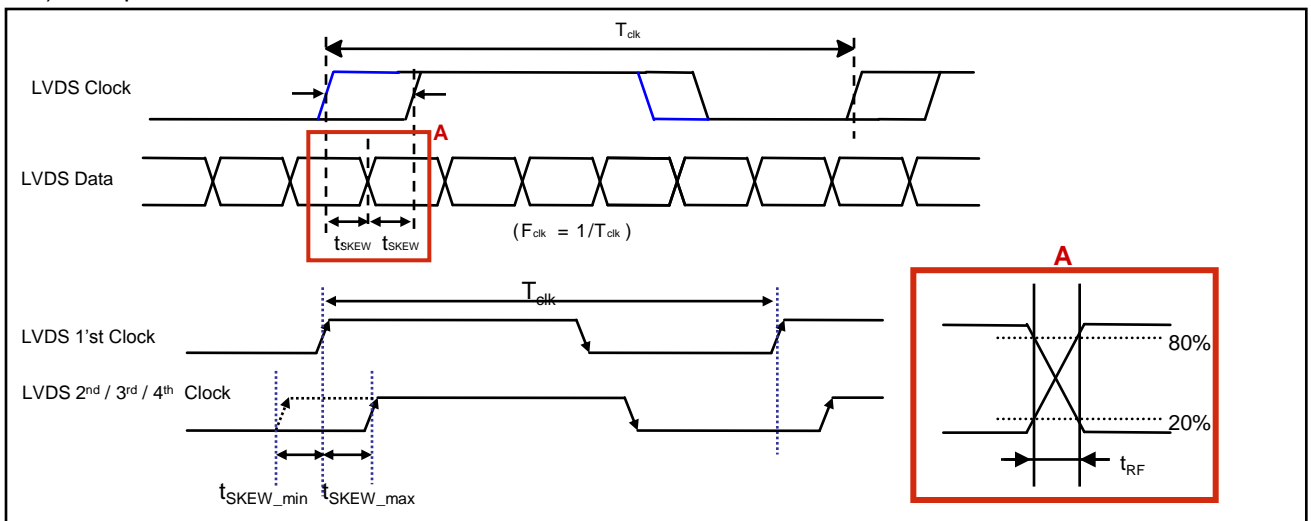 Tclk
LVDS Clock
A
LVDS Data
tSKEW tSKEW
(Fclk = 1/Tclk)
A
Tclk
LVDS 1'st Clock
80%
LVDS 2nd / 3rd / 4th Clock
20%
tRF
tSKEW_min tSKEW_max